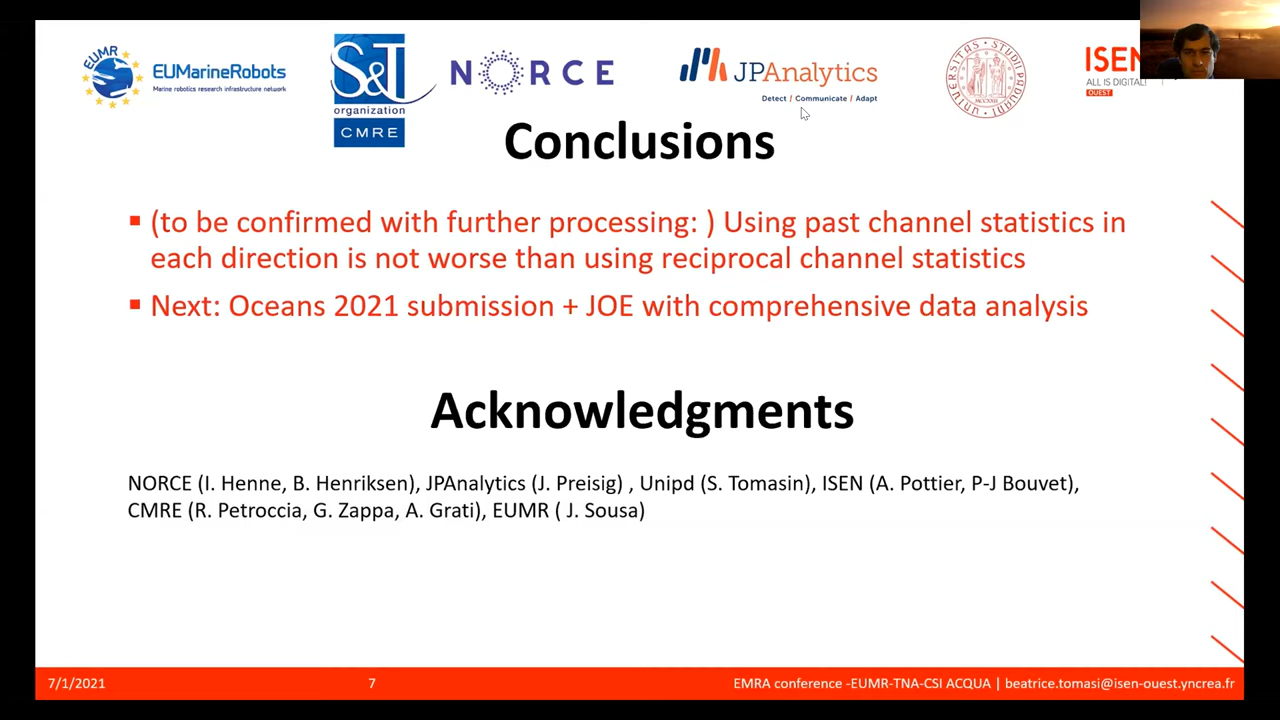 EUMR
EUMarineRobots
Marine robotics research infrastructure network
S&T
organization
CMRE
NORCE
JPAnalytics
Detect / Communicate / Adapt
ISEN
ALL IS DIGITAL!
OUEST
Conclusions
(to be confirmed with further processing: ) Using past channel statistics in
each direction is not worse than using reciprocal channel statistics
Next: Oceans 2021 submission + JOE with comprehensive data analysis
Acknowledgments
NORCE (I. Henne, B. Henriksen), JPAnalytics (J. Preisig) , Unipd (S. Tomasin), ISEN (A. Pottier, P-J Bouvet),
CMRE (R. Petroccia, G. Zappa, A. Grati), EUMR ( J. Sousa)
7/1/2021
7
EMRA conference -EUMR-TNA-CSI ACQUA | beatrice.tomasi@isen-ouest.yncrea.fr